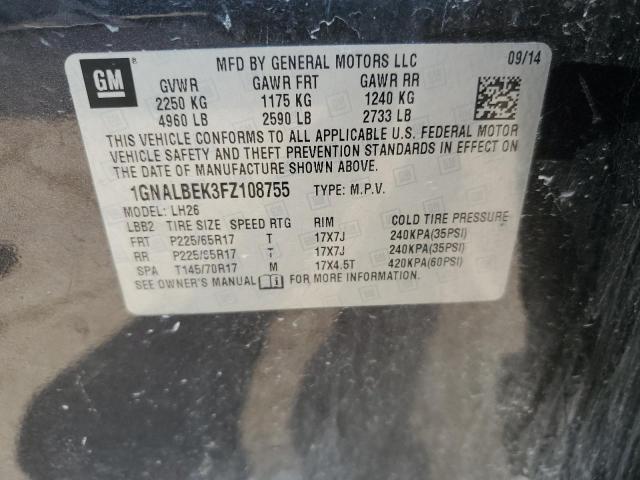 GM ®
MFD BY GENERAL MOTORS LLC 09/14
GVWR GAWR FRT GAWR RR
2250 KG 1175 KG 1240 KG
4960 LB 2590 LB 2733 LB
THIS VEHICLE CONFORMS TO ALL APPLICABLE U.S. FEDERAL MOTOR
VEHICLE SAFETY AND THEFT PREVENTION STANDARDS IN EFFECT ON
THE DATE OF MANUFACTURE SHOWN ABOVE.
1GNALBEK3FZ108755 TYPE: M.P.V.
MODEL: LH26
LBB2 TIRE SIZE SPEED RTG RIM COLD TIRE PRESSURE
FRT P225/65R17 T 17X7J 240KPA(35PSI)
RR P225/65R17 T 17X7J 240KPA(35PSI)
SPA T145/70R17 M 17X4.5T 420KPA(60PSI)
SEE OWNER'S MANUAL FOR MORE INFORMATION.